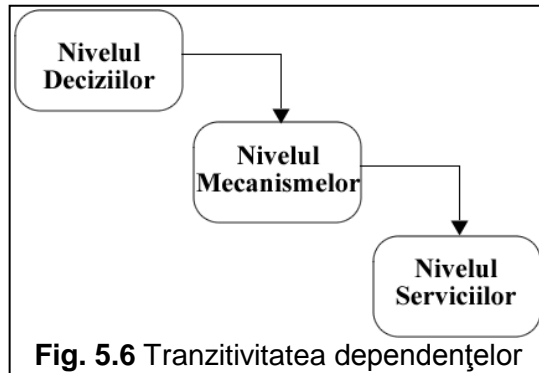 Nivelul
Deciziilor
Nivelul
Mecanismelor
Nivelul
Serviciilor
Fig. 5.6 Tranzitivitatea dependenţelor